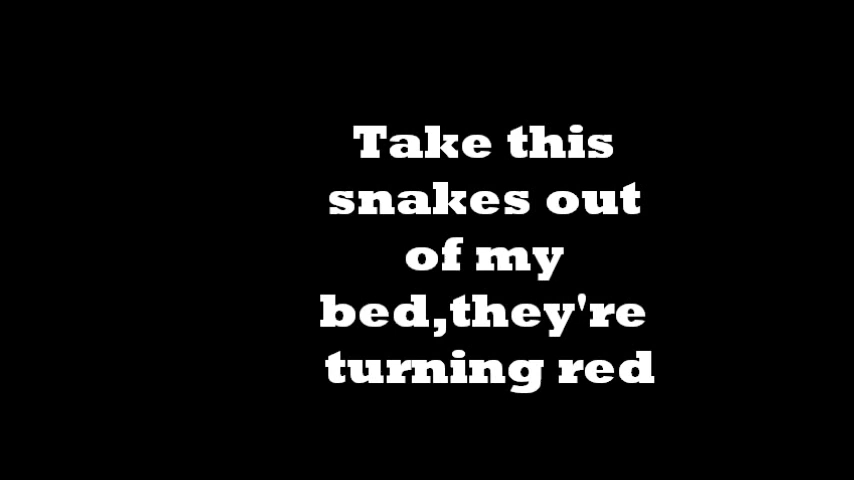 Take this
snakes out
of my
bed,they're
turning red